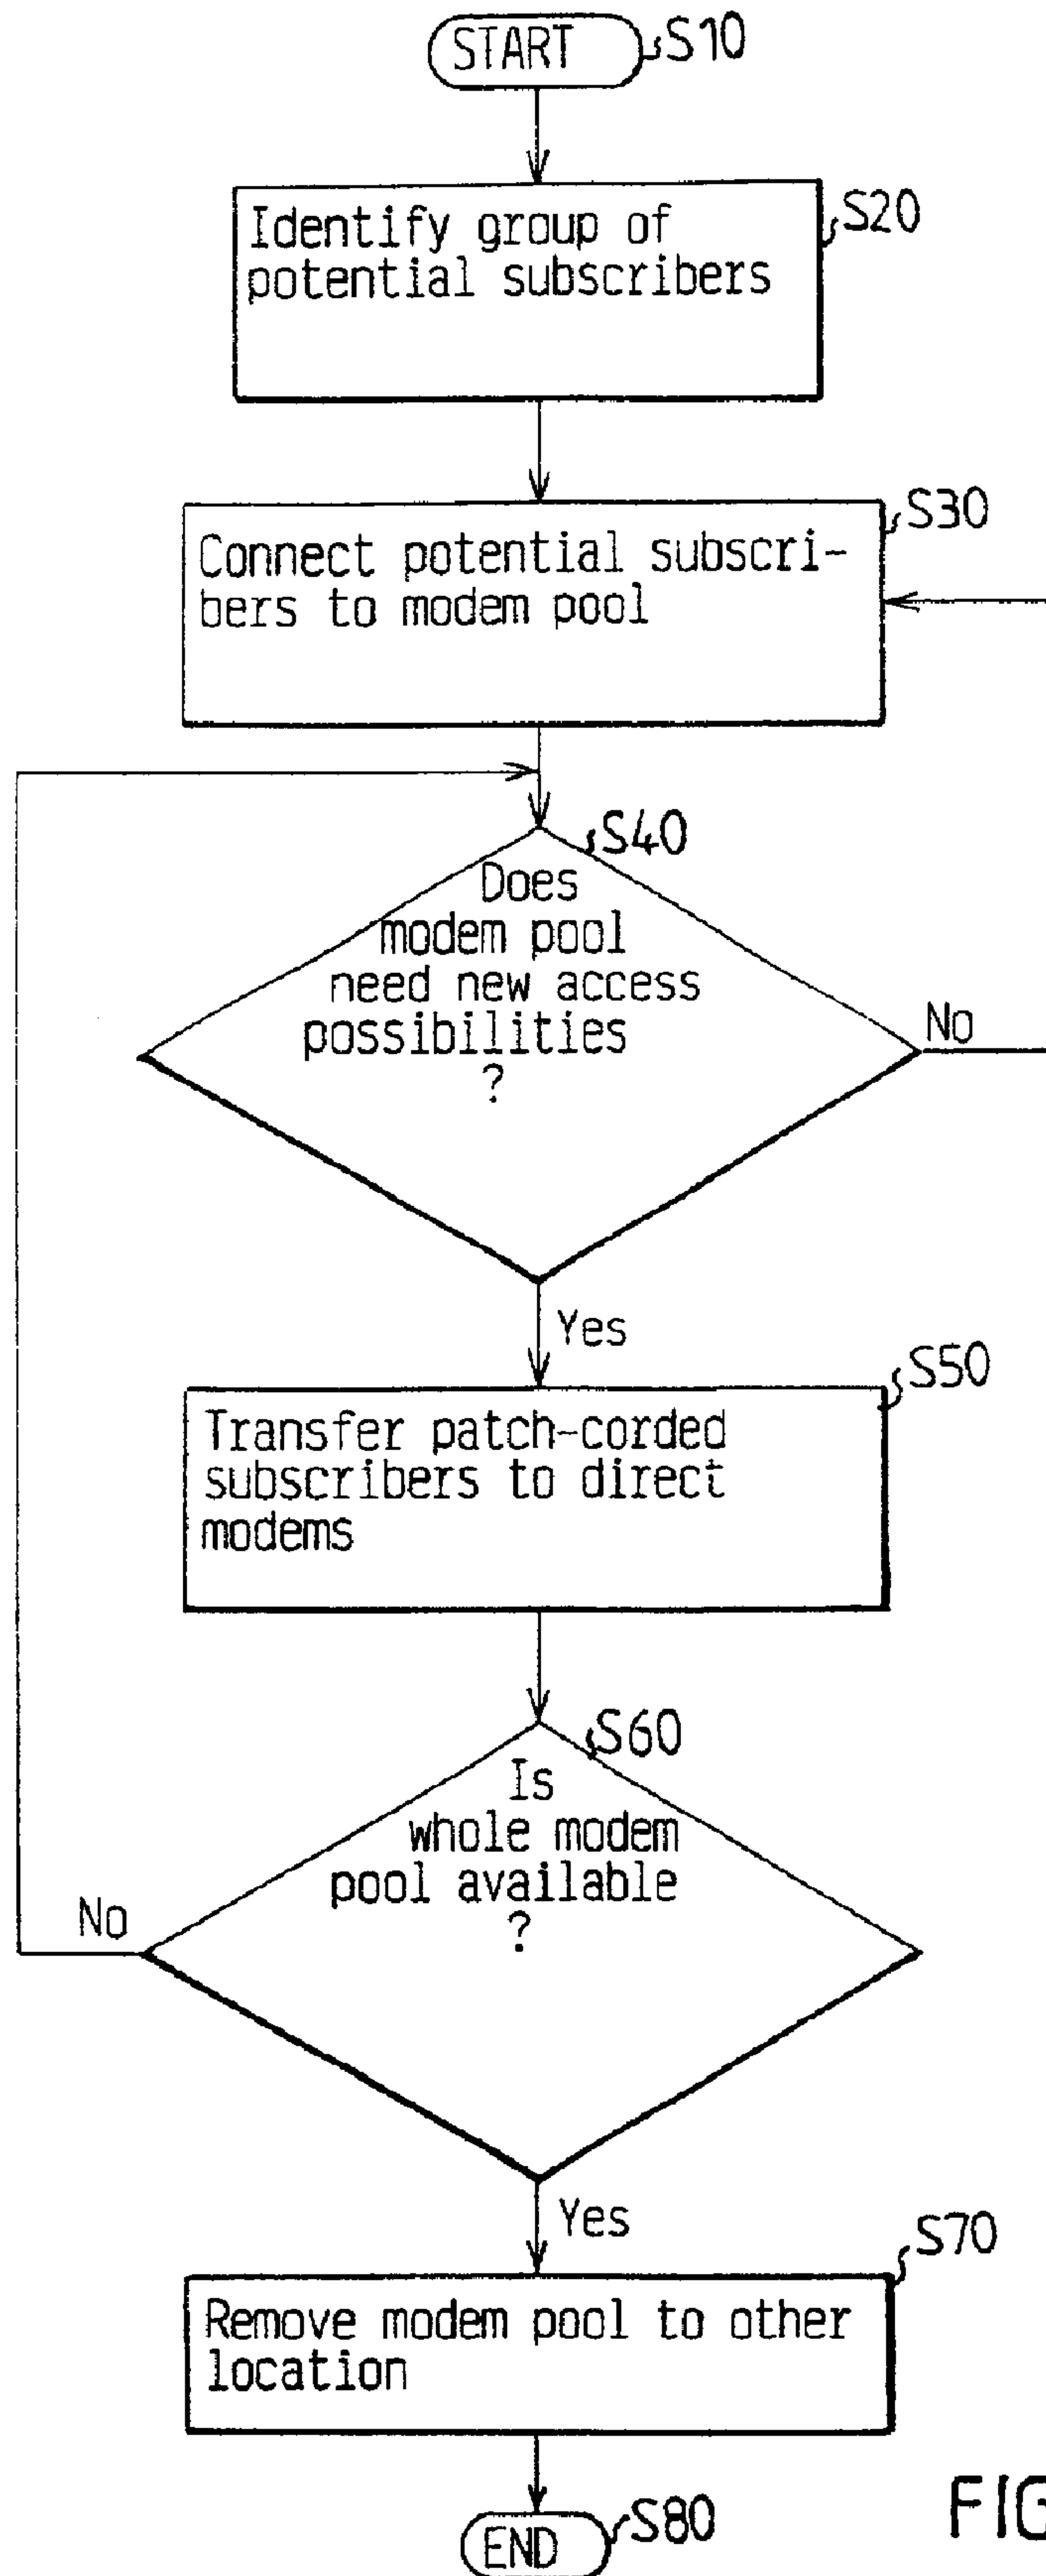 START
S10
Identify group of
potential subscribers
S20
Connect potential subscri-
bers to modem pool
S30
S40
Does
modem pool
need new access
possibilities
?
No
Yes
S50
Transfer patch-corded
subscribers to direct
modems
S60
Is
whole modem
pool available
?
No
Yes
S70
Remove modem pool to other
location
END
S80
FIG